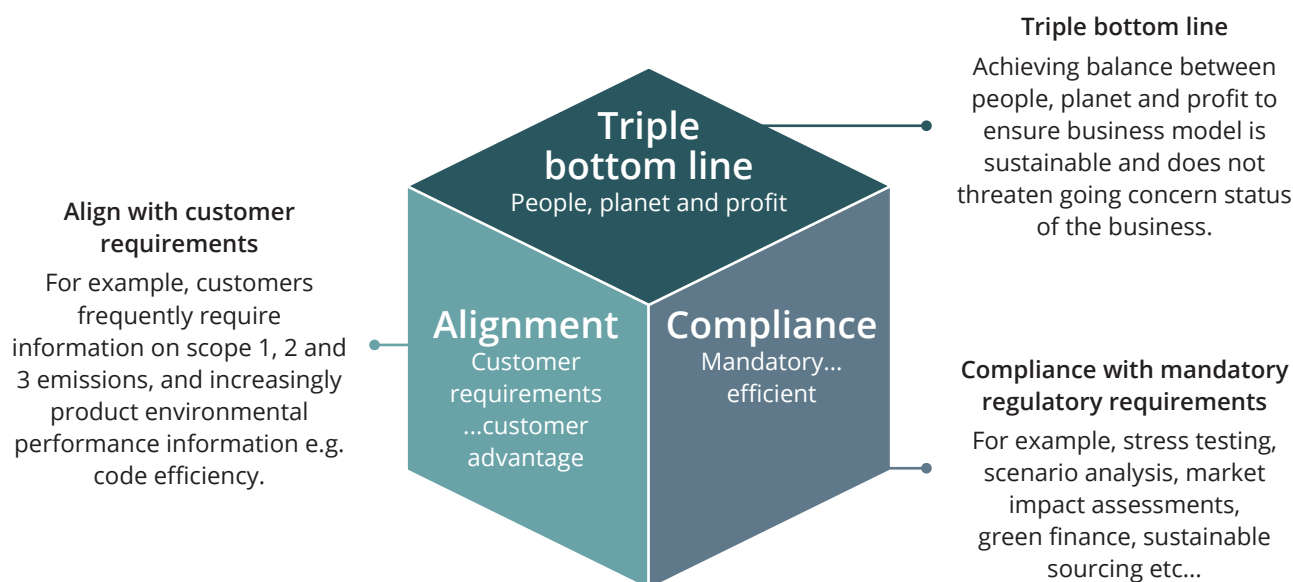 Triple bottom line
Achieving balance between
people, planet and profit to
ensure business model is
sustainable and does not
threaten going concern status
of the business.
Triple
bottom line
People, planet and profit
Align with customer
requirements
For example, customers
frequently require
information on scope 1, 2 and
3 emissions, and increasingly
product environmental
performance information e.g.
code efficiency.
Alignment
Customer
requirements
...customer
advantage
Compliance
Mandatory...
efficient
Compliance with mandatory
regulatory requirements
For example, stress testing,
scenario analysis, market
impact assessments,
green finance, sustainable
sourcing etc...